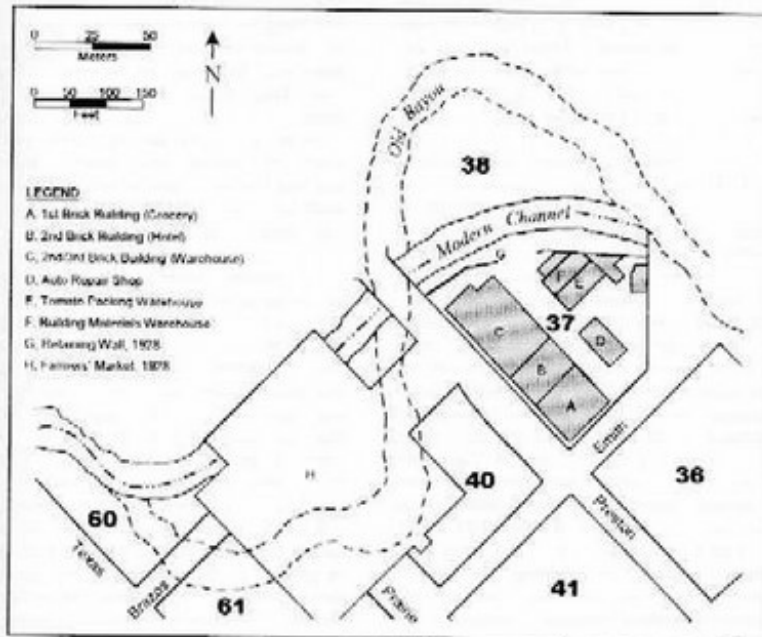 0 25 50
Meters
0 50 100 150
Feet
N
LEGEND
A. 1st Brick Building (Grocery)
B. 2nd Brick Building (Hotel)
C. 2nd/3rd Brick Building (Warehouse)
D. Auto Repair Shop
E. Tomato Packing Warehouse
F. Building Materials Warehouse
G. Retaining Wall, 1928
H. Farmers' Market, 1928
Old Bayou
38
Modern Channel
G
F
E
37
C
D
B
A
Smith
36
H
40
Preston
60
Texas
Brazos
61
Prairie
41